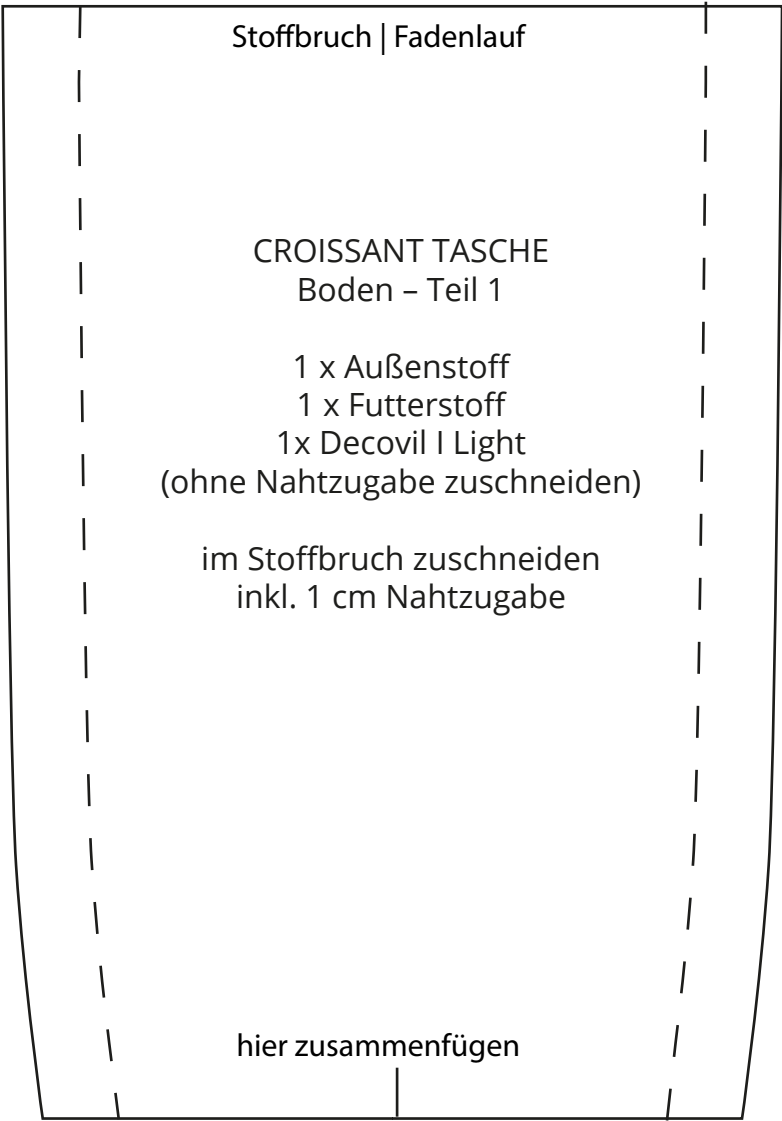 Stoffbruch | Fadenlauf
CROISSANT TASCHE
Boden – Teil 1
1 x Außenstoff
1 x Futterstoff
1x Decovil I Light
(ohne Nahtzugabe zuschneiden)
im Stoffbruch zuschneiden
inkl. 1 cm Nahtzugabe
hier zusammenfügen